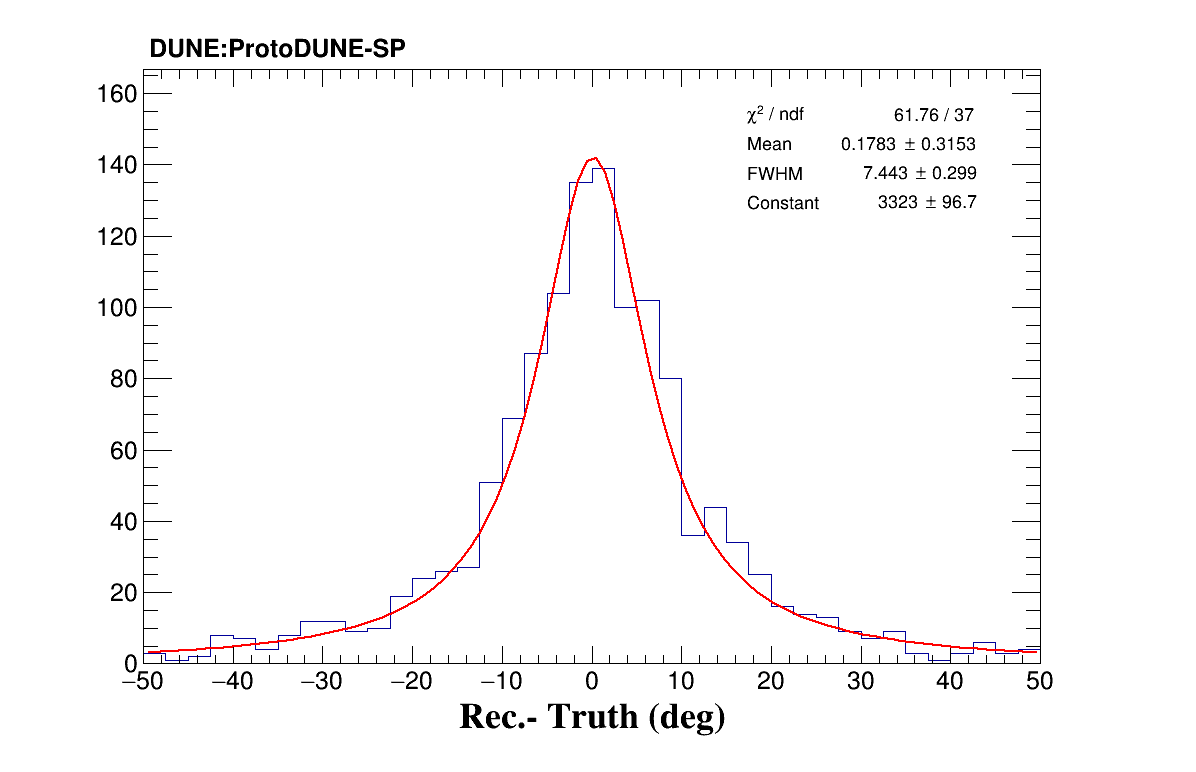 DUNE:ProtoDUNE-SP
160
140
120
100
80
60
40
20
0
χ² / ndf 61.76 / 37
Mean 0.1783 ± 0.3153
FWHM 7.443 ± 0.299
Constant 3323 ± 96.7
−50 −40 −30 −20 −10 0 10 20 30 40 50
Rec.- Truth (deg)